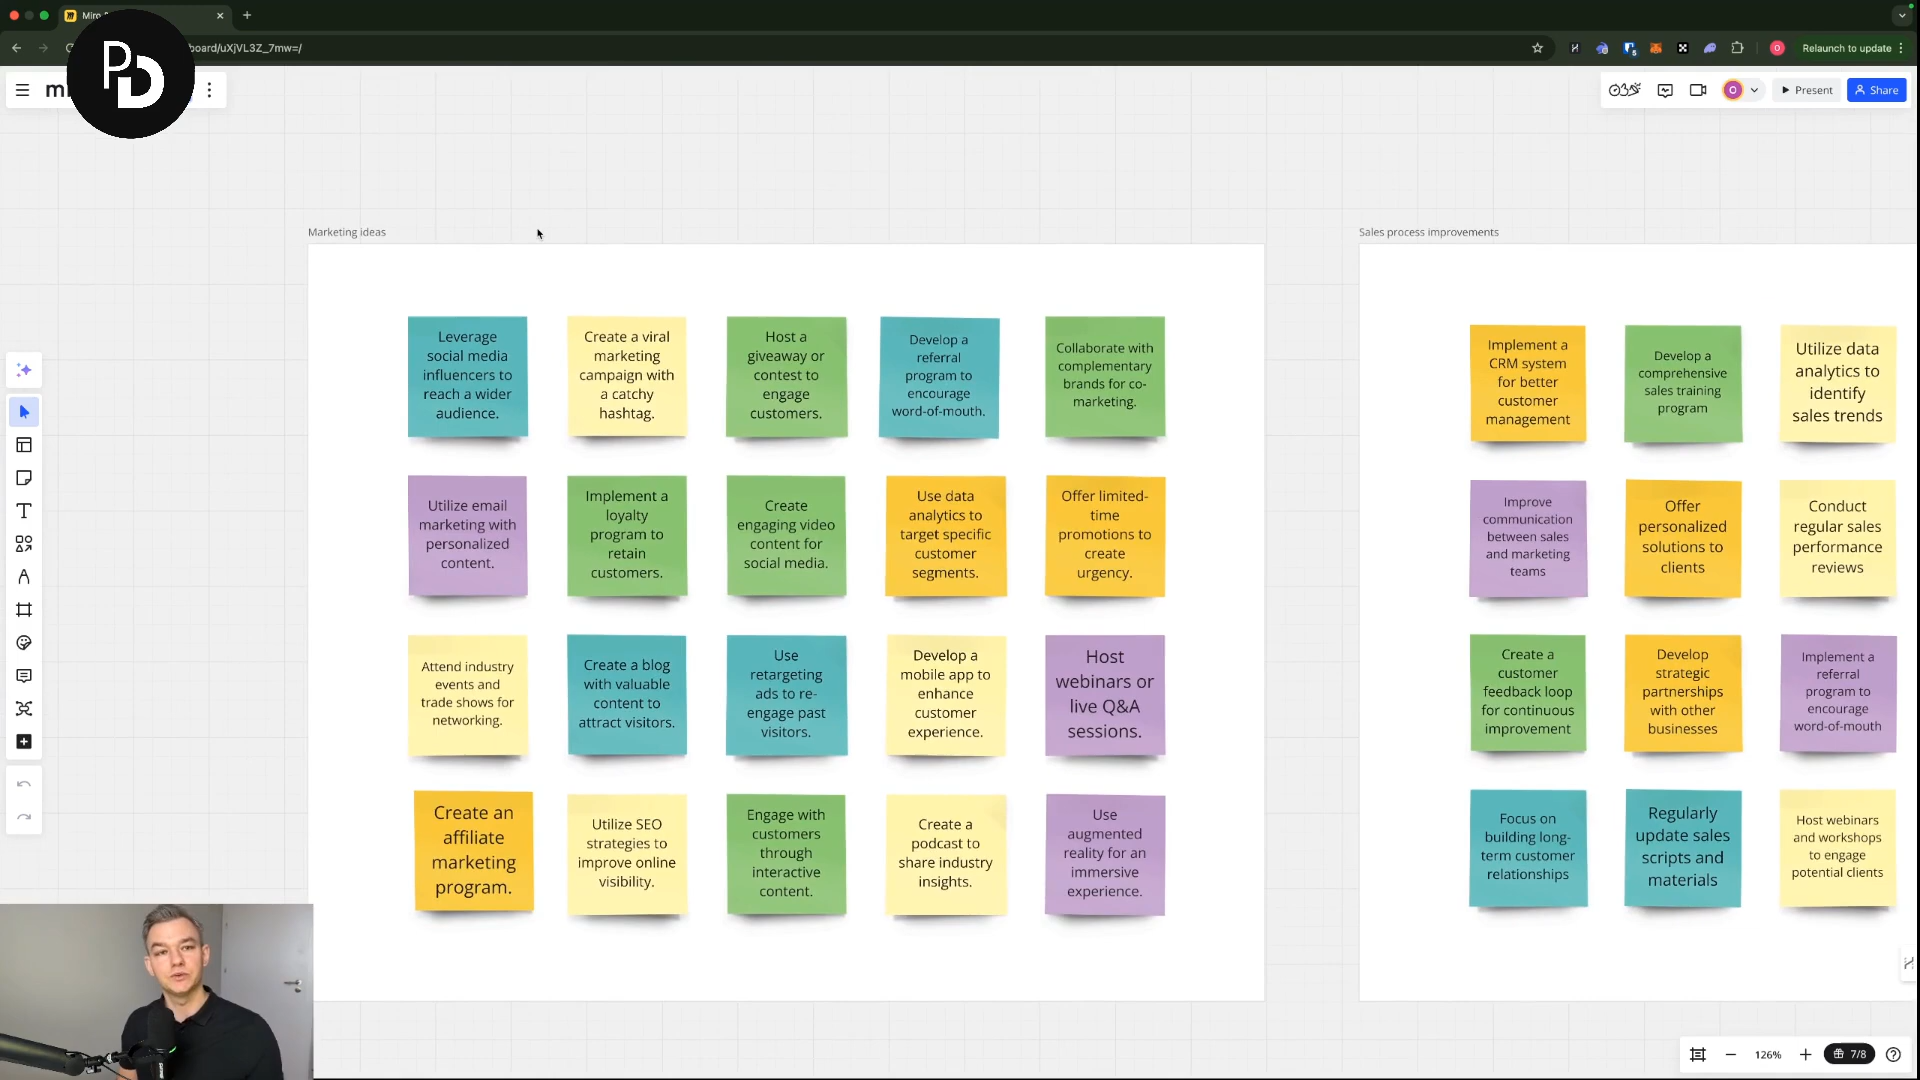 Miro
board/uXjVL3Z_7mw=/
Relaunch to update
PD
Present
Share
Marketing ideas
Leverage
social media
influencers to
reach a wider
audience.
Create a viral
marketing
campaign with
a catchy
hashtag.
Host a
giveaway or
contest to
engage
customers.
Develop a
referral
program to
encourage
word-of-mouth.
Collaborate with
complementary
brands for co-
marketing.
Utilize email
marketing with
personalized
content.
Implement a
loyalty
program to
retain
customers.
Create
engaging video
content for
social media.
Use data
analytics to
target specific
customer
segments.
Offer limited-
time
promotions to
create
urgency.
Attend industry
events and
trade shows for
networking.
Create a blog
with valuable
content to
attract visitors.
Use
retargeting
ads to re-
engage past
visitors.
Develop a
mobile app to
enhance
customer
experience.
Host
webinars or
live Q&A
sessions.
Create an
affiliate
marketing
program.
Utilize SEO
strategies to
improve online
visibility.
Engage with
customers
through
interactive
content.
Create a
podcast to
share industry
insights.
Use
augmented
reality for an
immersive
experience.
Sales process improvements
Implement a
CRM system
for better
customer
management
Develop a
comprehensive
sales training
program
Utilize data
analytics to
identify
sales trends
Improve
communication
between sales
and marketing
teams
Offer
personalized
solutions to
clients
Conduct
regular sales
performance
reviews
Create a
customer
feedback loop
for continuous
improvement
Develop
strategic
partnerships
with other
businesses
Implement a
referral
program to
encourage
word-of-mouth
Focus on
building long-
term customer
relationships
Regularly
update sales
scripts and
materials
Host webinars
and workshops
to engage
potential clients
126%
7/8